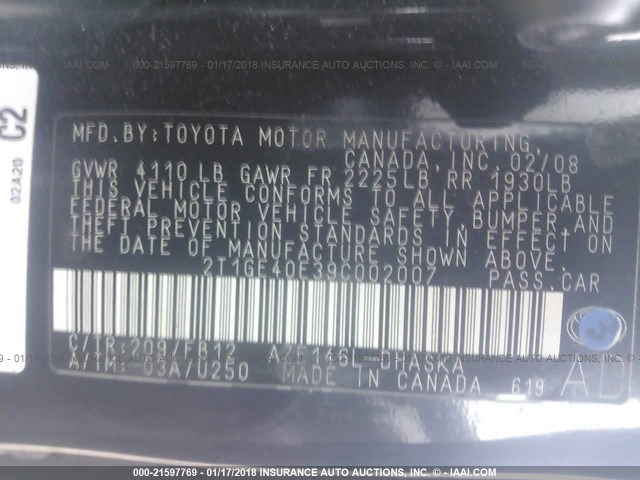 000-21597769 - 01/17/2018 INSURANCE AUTO AUCTIONS, INC. © - IAAI.COM
C2
02A20
MFD.BY:TOYOTA MOTOR MANUFACTURING,
CANADA, INC. 02/08
GVWR 4110 LB GAWR FR 2225LB RR 1930LB
THIS VEHICLE CONFORMS TO ALL APPLICABLE
FEDERAL MOTOR VEHICLE SAFETY, BUMPER AND
THEFT PREVENTION STANDARDS IN EFFECT ON
THE DATE OF MANUFACTURE SHOWN ABOVE.
2T1GE40E39C002007 PASS.CAR
C/TR:209/FB12
A/TM:-03A/U250 MADE IN CANADA 619
000-21597769 - 01/17/2018 INSURANCE AUTO AUCTIONS, INC. © - IAAI.COM